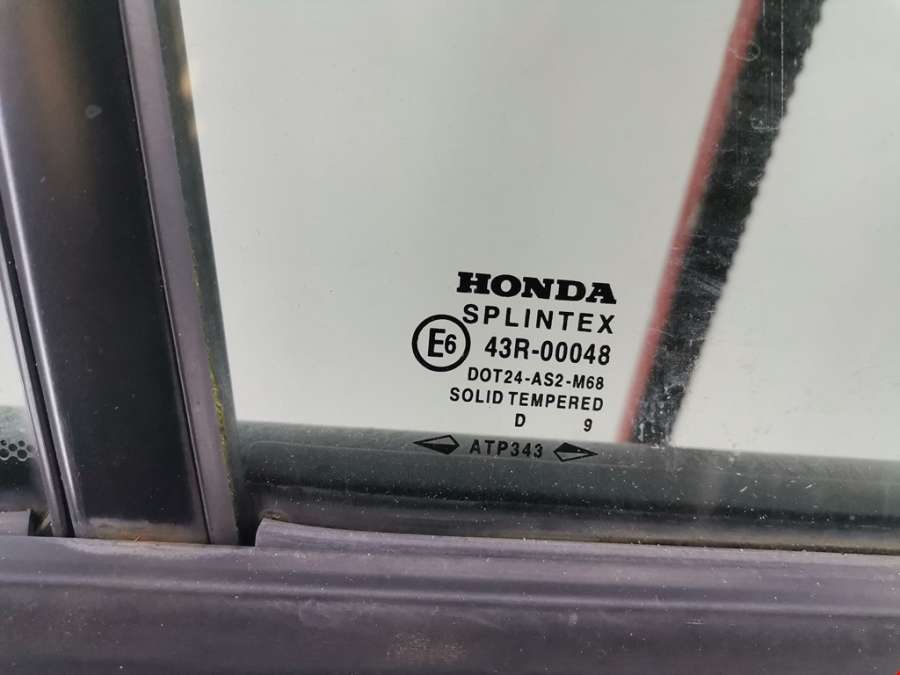 HONDA
SPLINTEX
E6 43R-00048
DOT24-AS2-M68
SOLID TEMPERED
D 9
ATP343